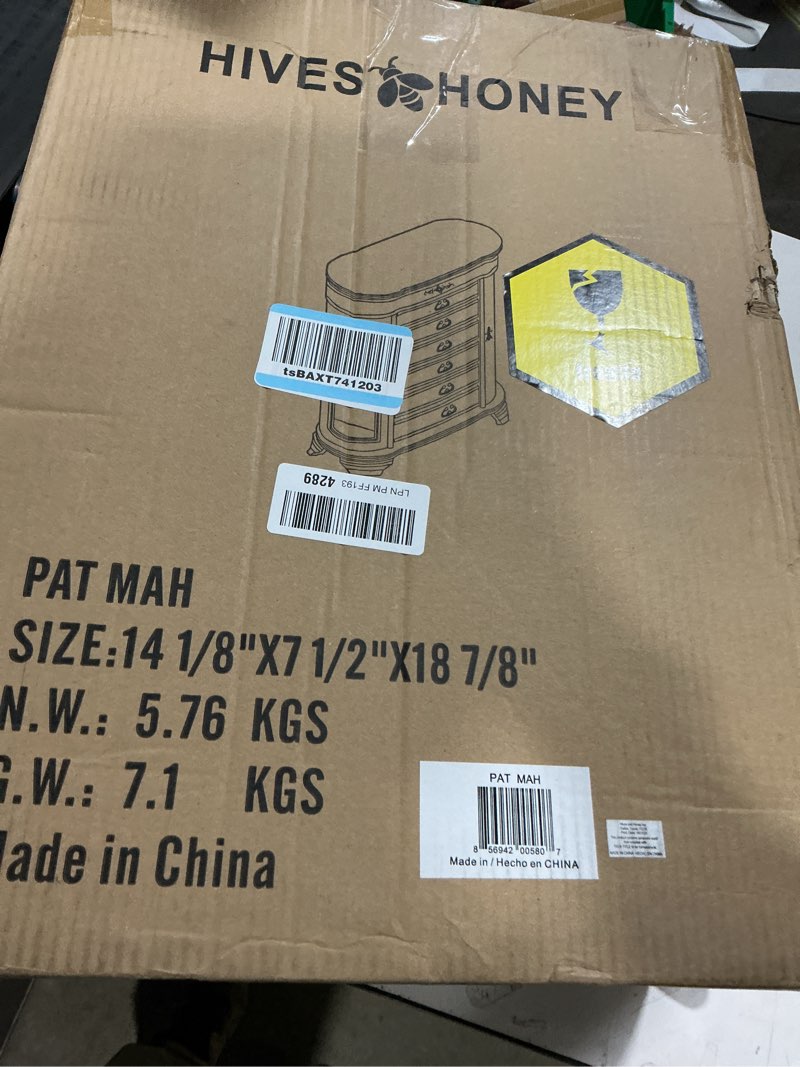 HIVES HONEY
tsBAXT741203
LPN PM FF193 4289
PAT MAH
SIZE:14 1/8"X7 1/2"X18 7/8"
N.W.: 5.76 KGS
G.W.: 7.1 KGS
Made in China
PAT MAH
8 56942 00580 7
Made in / Hecho en CHINA